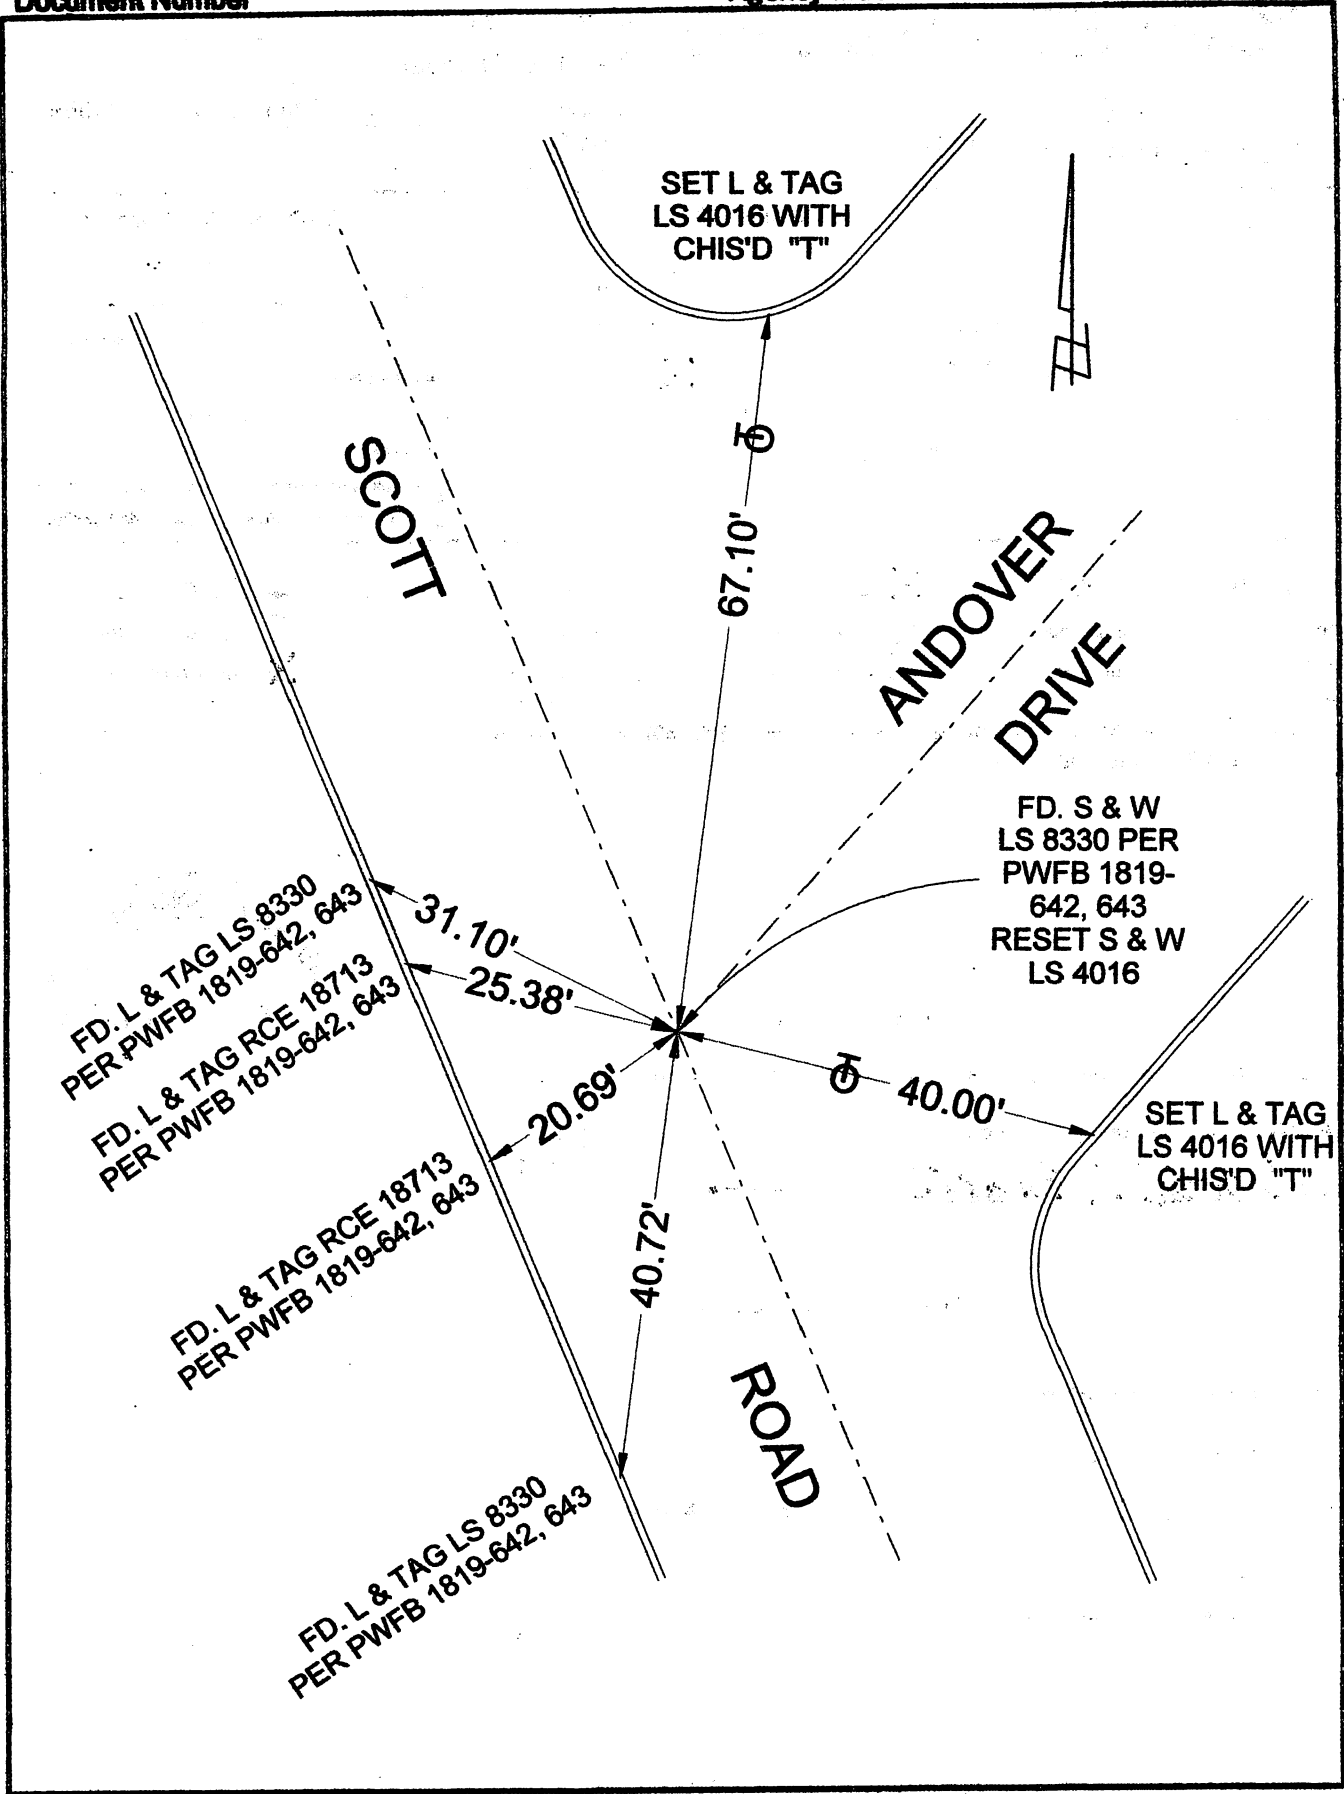 Document Number
SET L & TAG
LS 4016 WITH
CHIS'D "T"
SCOTT
67.10'
ANDOVER
DRIVE
FD. S & W
LS 8330 PER
PWFB 1819-
642, 643
RESET S & W
LS 4016
FD. L & TAG LS 8330
PER PWFB 1819-642, 643
31.10'
FD. L & TAG RCE 18713
PER PWFB 1819-642, 643
25.38'
40.00'
SET L & TAG
LS 4016 WITH
CHIS'D "T"
20.69'
FD. L & TAG RCE 18713
PER PWFB 1819-642, 643
40.72'
ROAD
FD. L & TAG LS 8330
PER PWFB 1819-642, 643